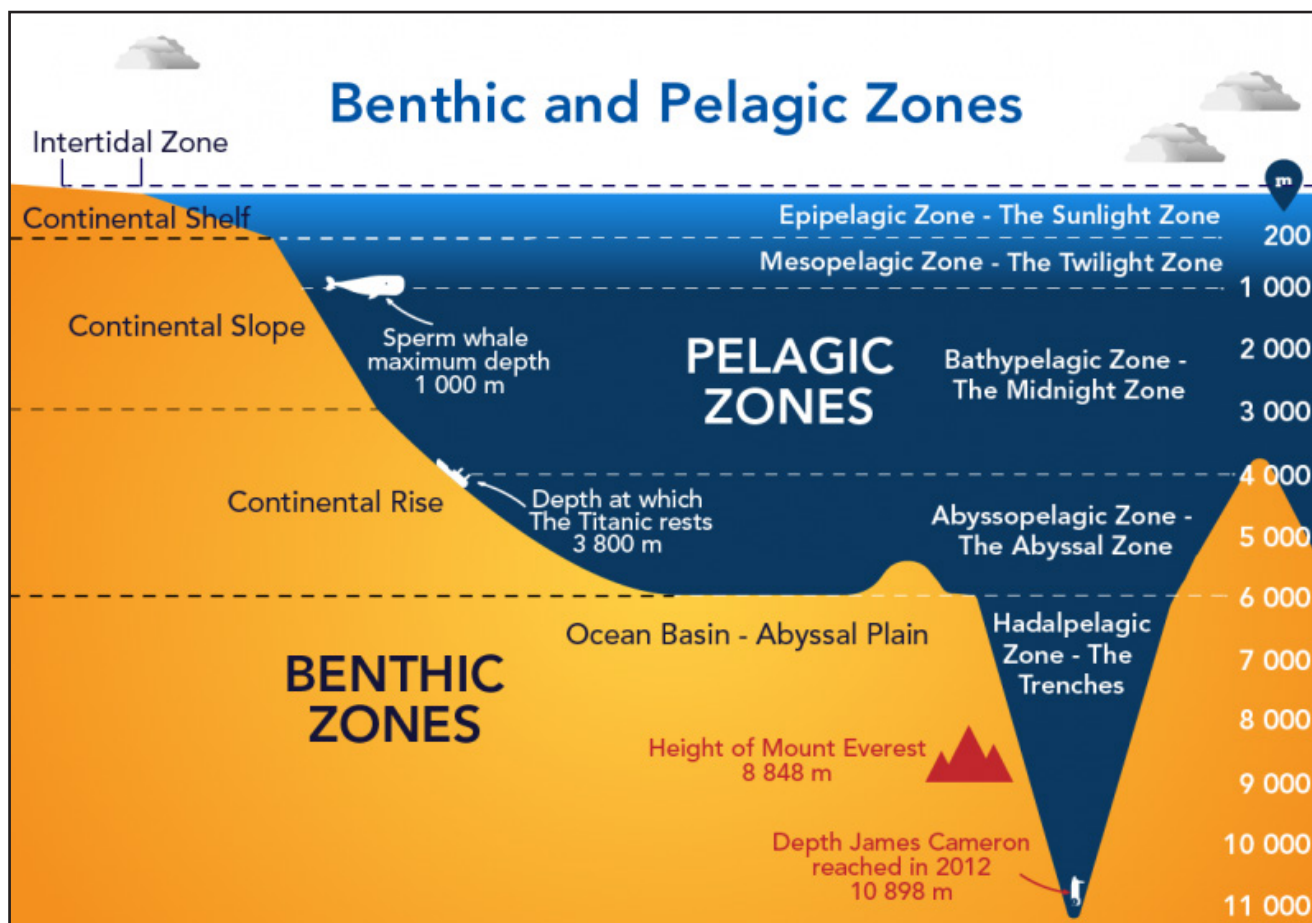 Benthic and Pelagic Zones
Intertidal Zone
m
Continental Shelf
Epipelagic Zone - The Sunlight Zone
200
Mesopelagic Zone - The Twilight Zone
1 000
Continental Slope
Sperm whale
maximum depth
1 000 m
PELAGIC
ZONES
Bathypelagic Zone -
The Midnight Zone
2 000
3 000
4 000
Continental Rise
Depth at which
The Titanic rests
3 800 m
Abyssopelagic Zone -
The Abyssal Zone
5 000
6 000
Ocean Basin - Abyssal Plain
Hadalpelagic
Zone - The
Trenches
BENTHIC
ZONES
7 000
8 000
Height of Mount Everest
8 848 m
9 000
Depth James Cameron
reached in 2012
10 898 m
10 000
11 000